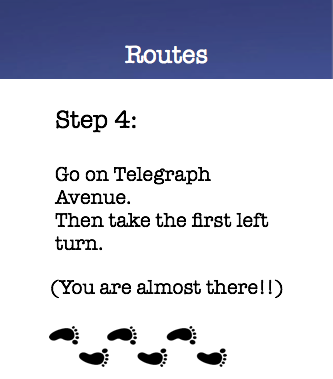 Routes
Step 4:
Go on Telegraph
Avenue.
Then take the first left
turn.
(You are almost there!!)